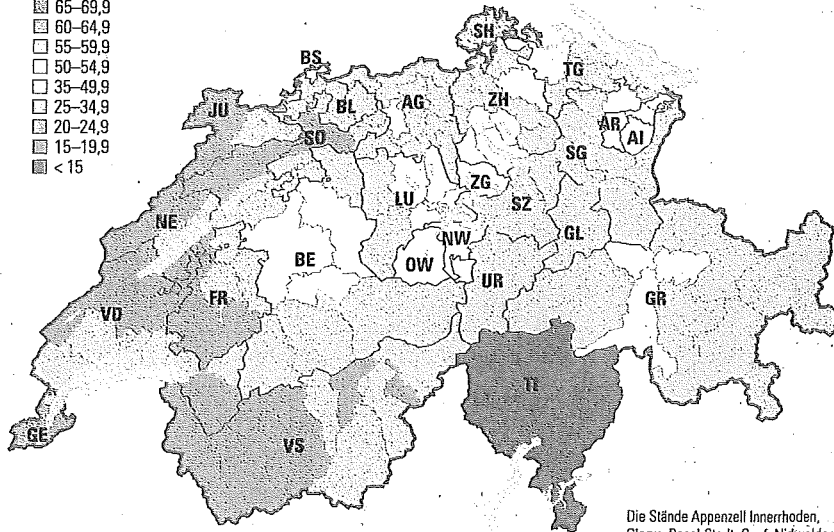 65–69,9
60–64,9
55–59,9
50–54,9
35–49,9
25–34,9
20–24,9
15–19,9
< 15
SH
BS
TG
JU
BL
AG
ZH
AR
AI
SO
SG
ZG
LU
SZ
NE
NW
GL
BE
OW
UR
FR
GR
VD
TI
GE
VS
Die Stände Appenzell Innerrhoden,